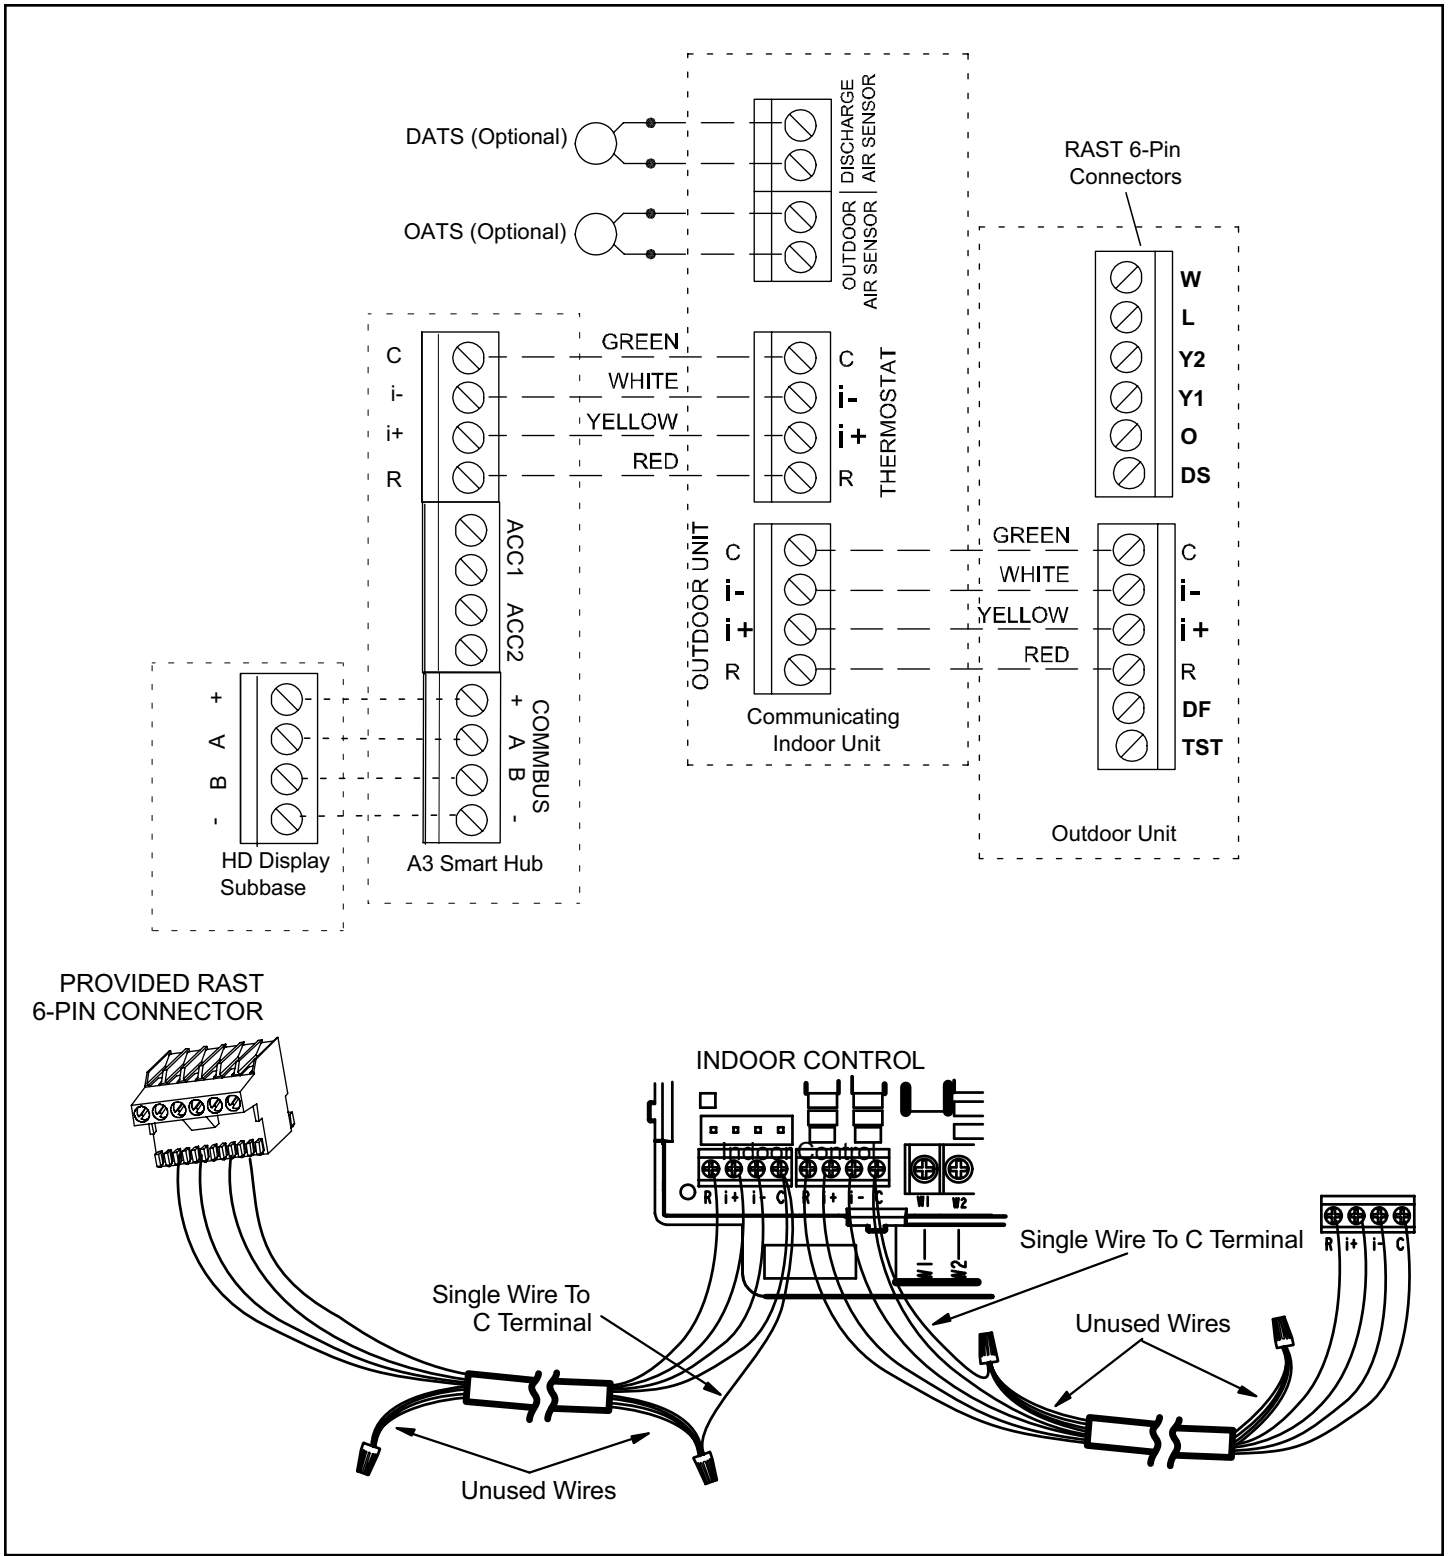 DATS (Optional)
OATS (Optional)
DISCHARGE
AIR SENSOR
OUTDOOR
AIR SENSOR
RAST 6-Pin
Connectors
W
L
Y2
Y1
O
DS
C
i-
i+
R
GREEN
WHITE
YELLOW
RED
C
i-
i+
R
THERMOSTAT
ACC1
ACC2
OUTDOOR UNIT
C
i-
i+
R
GREEN
WHITE
YELLOW
RED
C
i-
i+
R
DF
TST
Communicating
Indoor Unit
Outdoor Unit
+
A
B
-
+
A
B
-
COMMBUS
HD Display
Subbase
A3 Smart Hub
PROVIDED RAST
6-PIN CONNECTOR
INDOOR CONTROL
Indoor Control
R i+ i- C R i+ i- C
W1 W2
W1
W2
R i+ i- C
Single Wire To C Terminal
Single Wire To
C Terminal
Unused Wires
Unused Wires